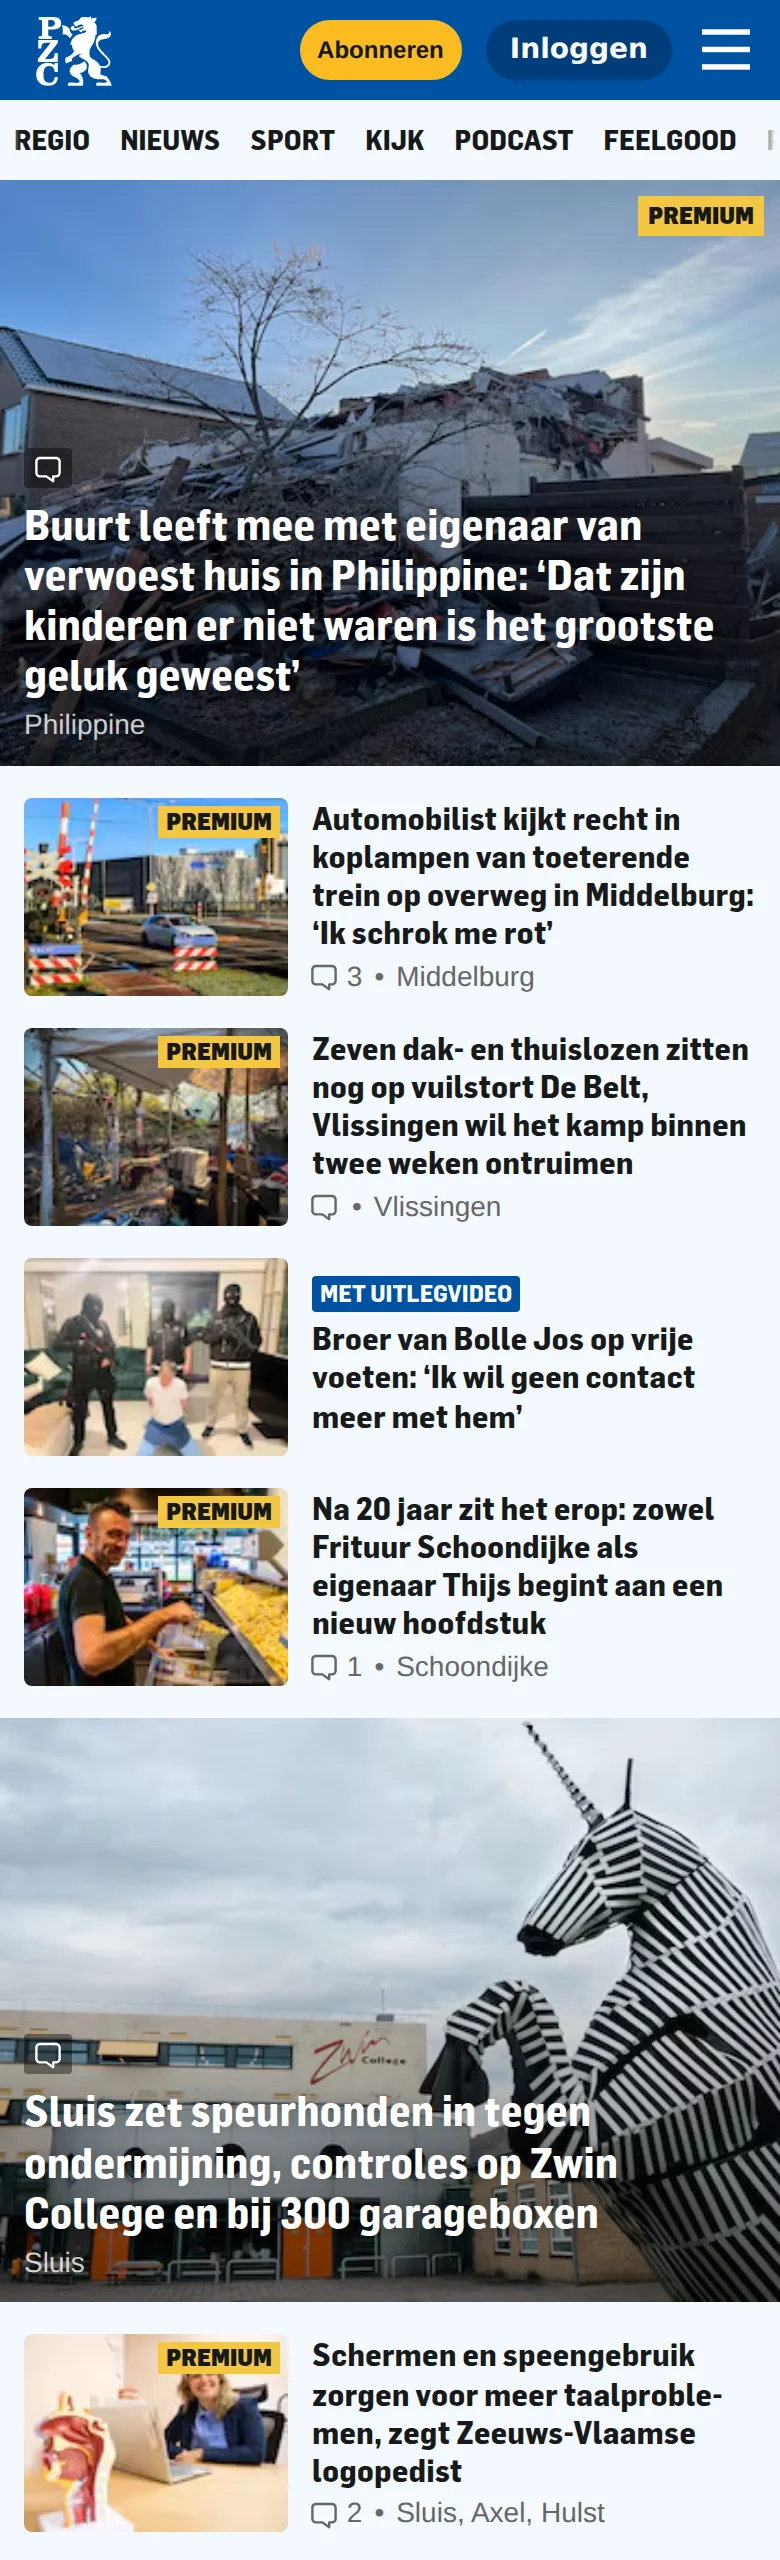 PZC
Abonneren
Inloggen
REGIO NIEUWS SPORT KIJK PODCAST FEELGOOD
PREMIUM
Buurt leeft mee met eigenaar van
verwoest huis in Philippine: ‘Dat zijn
kinderen er niet waren is het grootste
geluk geweest’
Philippine
PREMIUM
Automobilist kijkt recht in
koplampen van toeterende
trein op overweg in Middelburg:
‘Ik schrok me rot’
3 • Middelburg
PREMIUM
Zeven dak- en thuislozen zitten
nog op vuilstort De Belt,
Vlissingen wil het kamp binnen
twee weken ontruimen
• Vlissingen
MET UITLEGVIDEO
Broer van Bolle Jos op vrije
voeten: ‘Ik wil geen contact
meer met hem’
PREMIUM
Na 20 jaar zit het erop: zowel
Frituur Schoondijke als
eigenaar Thijs begint aan een
nieuw hoofdstuk
1 • Schoondijke
Zwin
College
Sluis zet speurhonden in tegen
ondermijning, controles op Zwin
College en bij 300 garageboxen
Sluis
PREMIUM
Schermen en speengebruik
zorgen voor meer taalproble-
men, zegt Zeeuws-Vlaamse
logopedist
2 • Sluis, Axel, Hulst